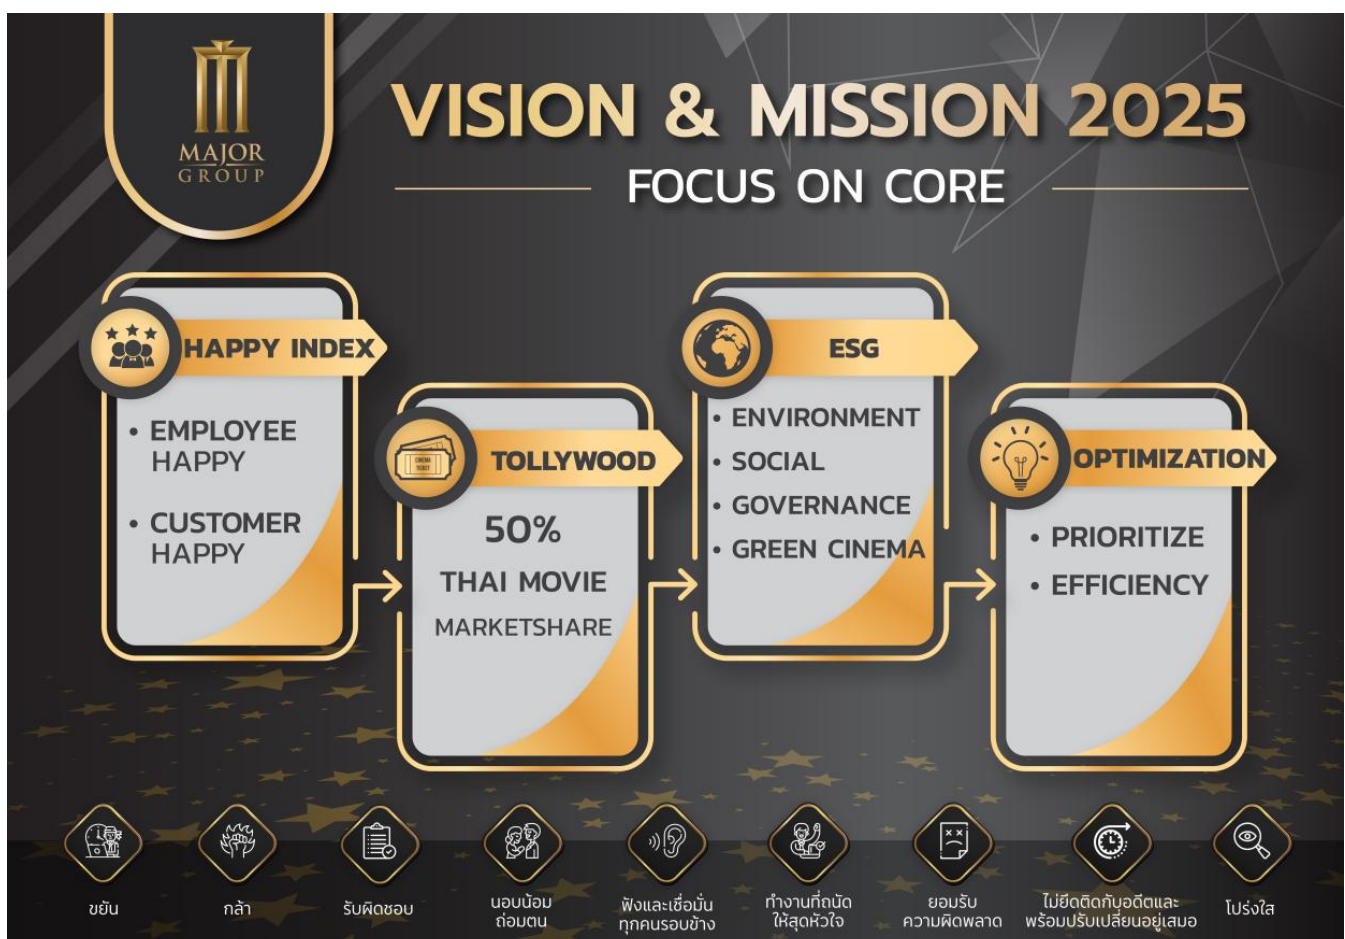 MAJOR
GROUP
VISION & MISSION 2025
FOCUS ON CORE
HAPPY INDEX
• EMPLOYEE
HAPPY
• CUSTOMER
HAPPY
CINEMA
TICKET
TOLLYWOOD
50%
THAI MOVIE
MARKETSHARE
ESG
• ENVIRONMENT
• SOCIAL
• GOVERNANCE
• GREEN CINEMA
OPTIMIZATION
• PRIORITIZE
• EFFICIENCY
ขยัน
กล้า
รับผิดชอบ
นอบน้อม
ถ่อมตน
ฟังและเชื่อมั่น
ทุกคนรอบข้าง
ทำงานที่ถนัด
ให้สุดหัวใจ
ยอมรับ
ความผิดพลาด
ไม่ยึดติดกับอดีตและ
พร้อมปรับเปลี่ยนอยู่เสมอ
โปร่งใส